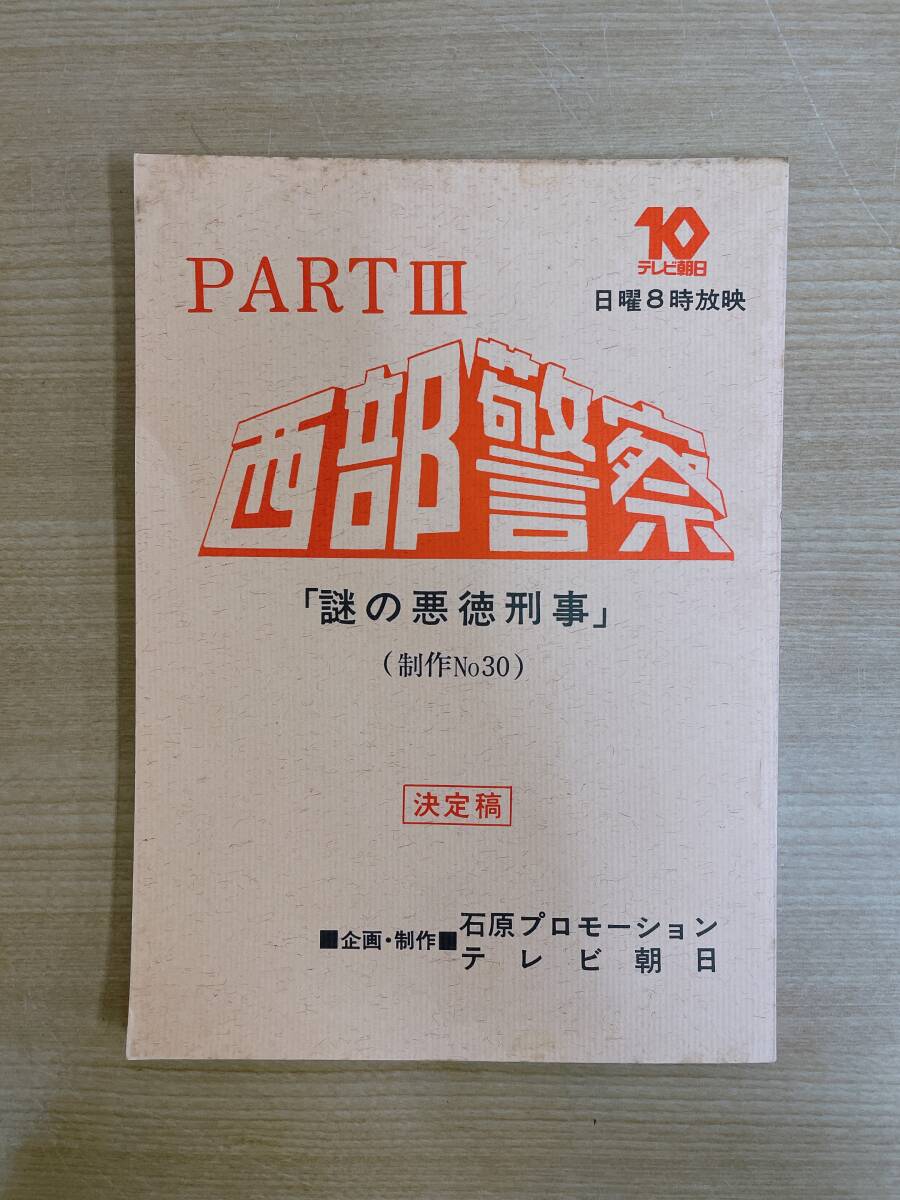 10
テレビ朝日
日曜8時放映
PARTⅢ
西部警察
「謎の悪徳刑事」
(制作No30)
決定稿
■企画・制作■
石原プロモーション
テレビ朝日